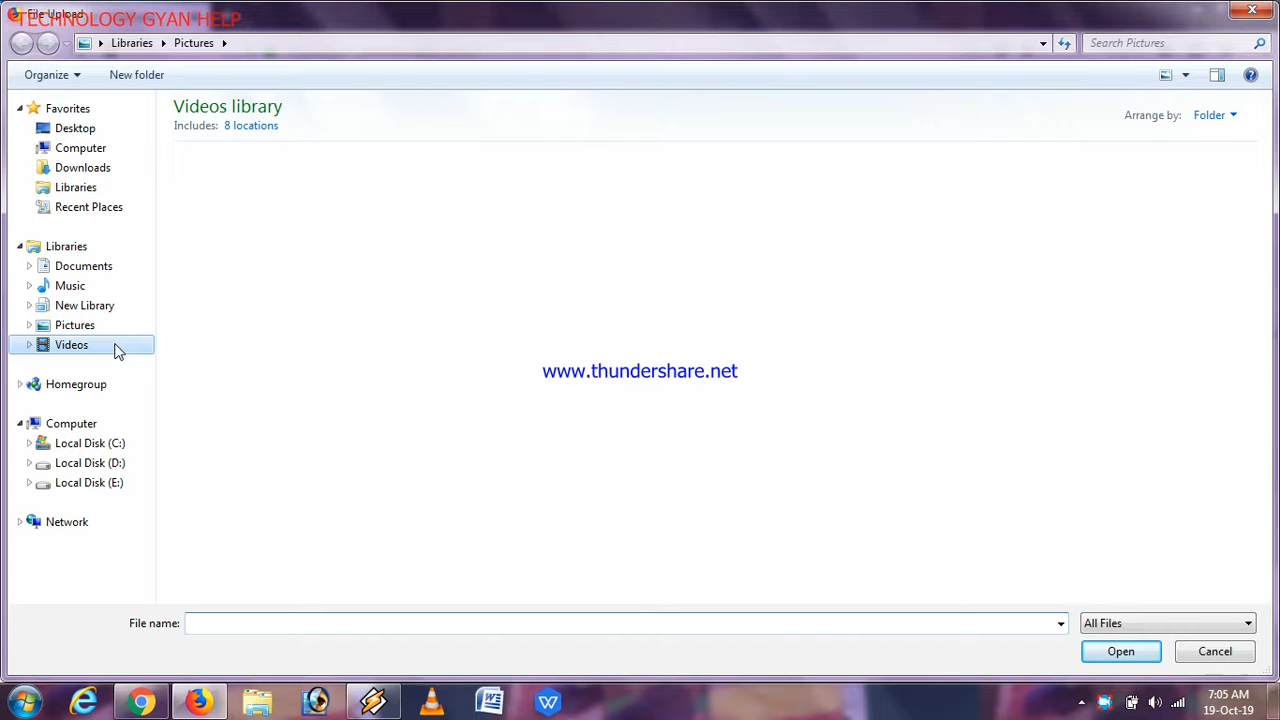 File Upload
TECHNOLOGY GYAN HELP
Libraries
Pictures
Search Pictures
Organize
New folder
Favorites
Desktop
Computer
Downloads
Libraries
Recent Places
Libraries
Documents
Music
New Library
Pictures
Videos
Homegroup
Computer
Local Disk (C:)
Local Disk (D:)
Local Disk (E:)
Network
Videos library
Includes: 8 locations
Arrange by: Folder
www.thundershare.net
File name:
All Files
Open
Cancel
7:05 AM
19-Oct-19